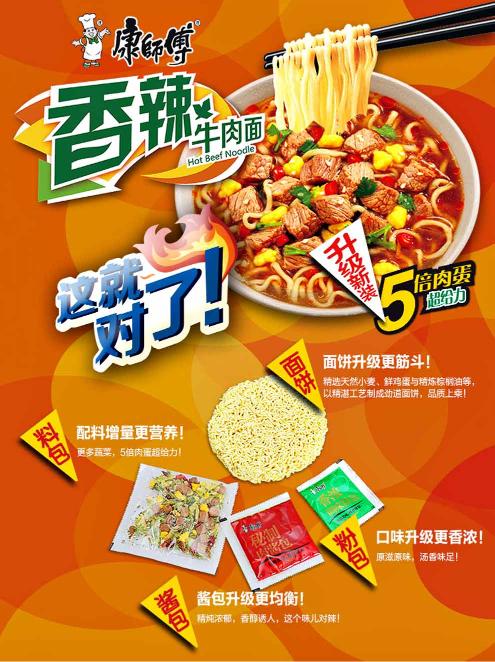 康師傅
香辣牛肉面
Hot Beef Noodle
这就
对了!
升级新装
5倍肉蛋
超给力
面饼
面饼升级更筋斗!
精选天然小麦、鲜鸡蛋与精炼棕榈油等,
以精湛工艺制成劲道面饼,品质上乘!
料包
配料增量更营养!
更多蔬菜,5倍肉蛋超给力!
粉包
口味升级更香浓!
原滋原味,汤香味足!
酱包
酱包升级更均衡!
精炖浓郁,香醇诱人,这个味儿对辣!